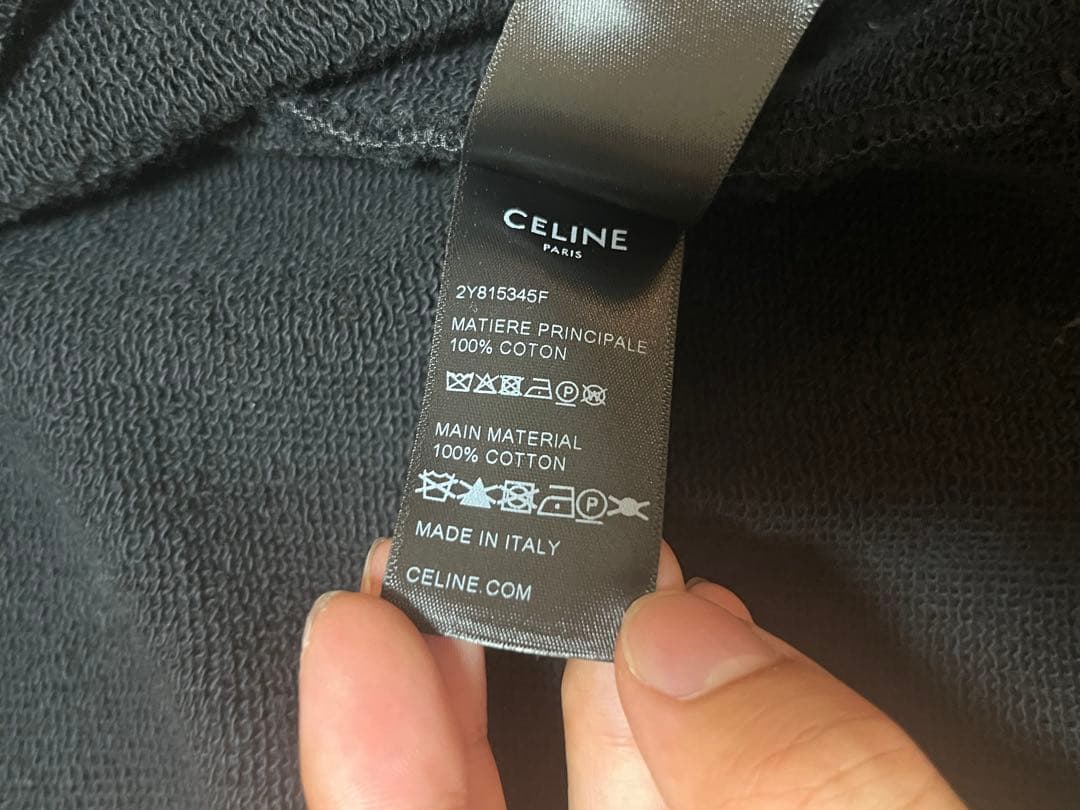 CELINE
PARIS
2Y815345F
MATIERE PRINCIPALE
100% COTON
P W
MAIN MATERIAL
100% COTTON
P
MADE IN ITALY
CELINE.COM